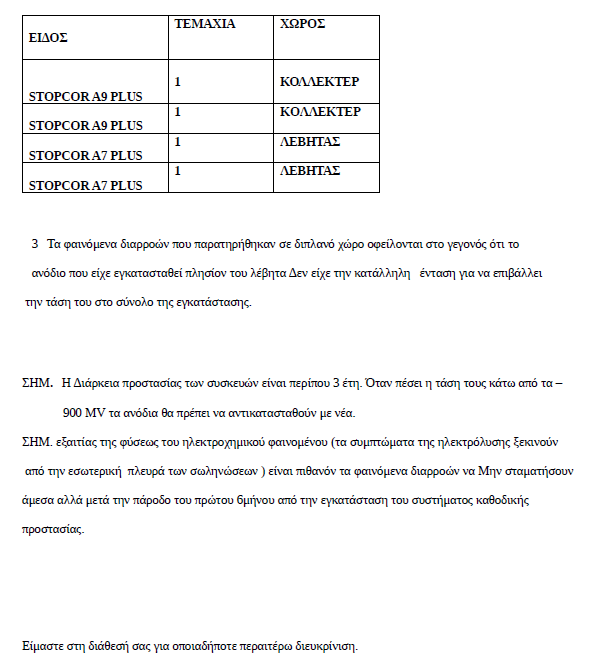 ΕΙΔΟΣ ΤΕΜΑΧΙΑ ΧΩΡΟΣ
STOPCOR A9 PLUS 1 ΚΟΛΛΕΚΤΕΡ
STOPCOR A9 PLUS 1 ΚΟΛΛΕΚΤΕΡ
STOPCOR A7 PLUS 1 ΛΕΒΗΤΑΣ
STOPCOR A7 PLUS 1 ΛΕΒΗΤΑΣ
3 Τα φαινόμενα διαρροών που παρατηρήθηκαν σε διπλανό χώρο οφείλονται στο γεγονός ότι το
ανόδιο που είχε εγκατασταθεί πλησίον του λέβητα Δεν είχε την κατάλληλη ένταση για να επιβάλλει
την τάση του στο σύνολο της εγκατάστασης.
ΣΗΜ. Η Διάρκεια προστασίας των συσκευών είναι περίπου 3 έτη. Όταν πέσει η τάση τους κάτω από τα –
900 MV τα ανόδια θα πρέπει να αντικατασταθούν με νέα.
ΣΗΜ. εξαιτίας της φύσεως του ηλεκτροχημικού φαινομένου (τα συμπτώματα της ηλεκτρόλυσης ξεκινούν
από την εσωτερική πλευρά των σωληνώσεων ) είναι πιθανόν τα φαινόμενα διαρροών να Μην σταματήσουν
άμεσα αλλά μετά την πάροδο του πρώτου 6μήνου από την εγκατάσταση του συστήματος καθοδικής
προστασίας.
Είμαστε στη διάθεσή σας για οποιαδήποτε περαιτέρω διευκρίνιση.